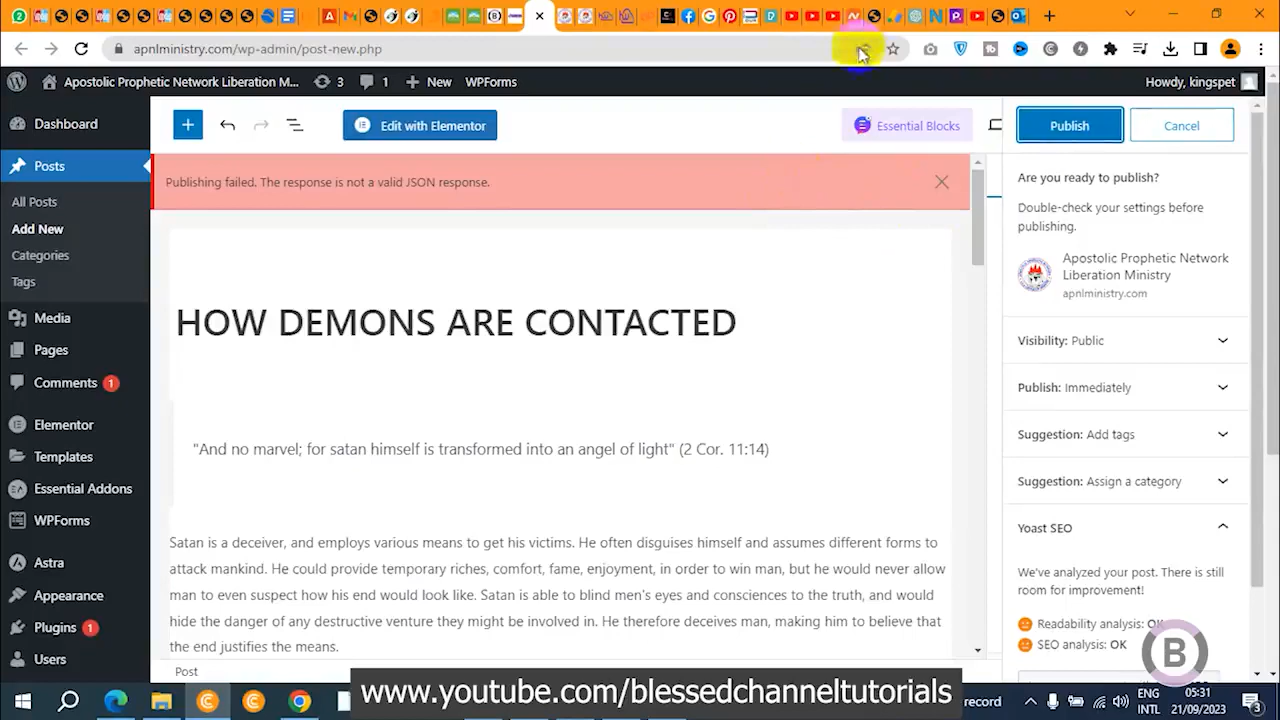 apnlministry.com/wp-admin/post-new.php
Apostolic Prophetic Network Liberation M...
3
1
New
WPForms
Howdy, kingspet
Dashboard
Posts
All Posts
Add New
Categories
Tags
Media
Pages
Comments 1
Elementor
Templates
Essential Addons
WPForms
Astra
Appearance
Plugins 1
Users
Edit with Elementor
Essential Blocks
Publish
Cancel
Publishing failed. The response is not a valid JSON response.
HOW DEMONS ARE CONTACTED
"And no marvel; for satan himself is transformed into an angel of light" (2 Cor. 11:14)
Satan is a deceiver, and employs various means to get his victims. He often disguises himself and assumes different forms to
attack mankind. He could provide temporary riches, comfort, fame, enjoyment, in order to win man, but he would never allow
man to even suspect how his end would look like. Satan is able to blind men's eyes and consciences to the truth, and would
hide the danger of any destructive venture they might be involved in. He therefore deceives man, making him to believe that
the end justifies the means.
Post
Are you ready to publish?
Double-check your settings before
publishing.
Apostolic Prophetic Network
Liberation Ministry
apnlministry.com
Visibility: Public
Publish: Immediately
Suggestion: Add tags
Suggestion: Assign a category
Yoast SEO
We've analyzed your post. There is still
room for improvement!
Readability analysis: OK
SEO analysis: OK
B
www.youtube.com/blessedchanneltutorials
record
ENG
INTL
05:31
21/09/2023
3